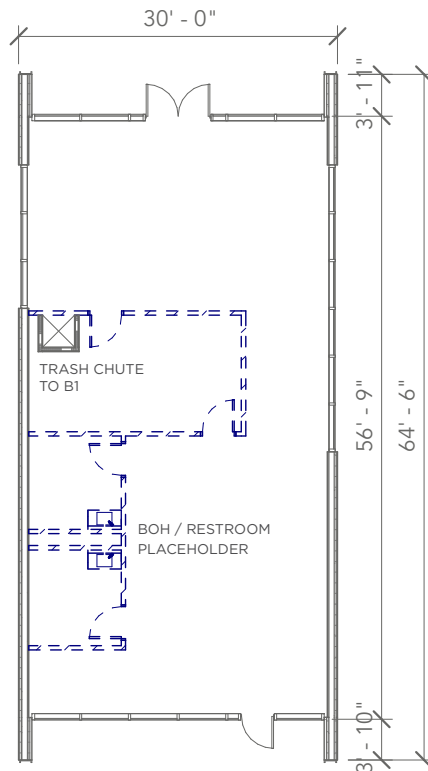 30' - 0"
3' - 11"
TRASH CHUTE
TO B1
56' - 9"
64' - 6"
BOH / RESTROOM
PLACEHOLDER
3' - 10"